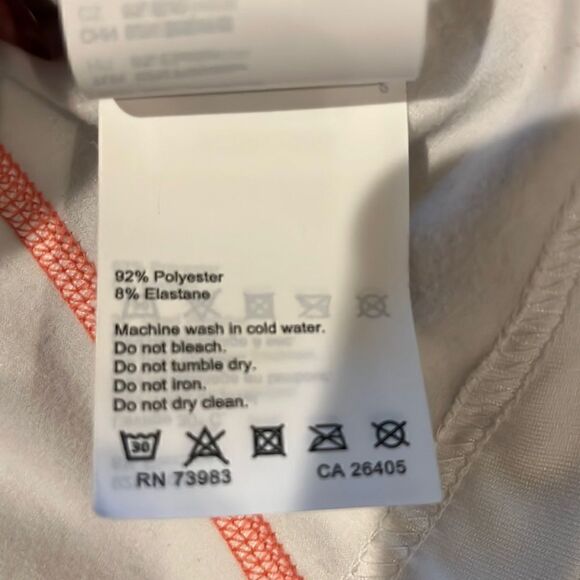 92% Polyester
8% Elastane
Machine wash in cold water.
Do not bleach.
Do not tumble dry.
Do not iron.
Do not dry clean.
30
RN 73983 CA 26405